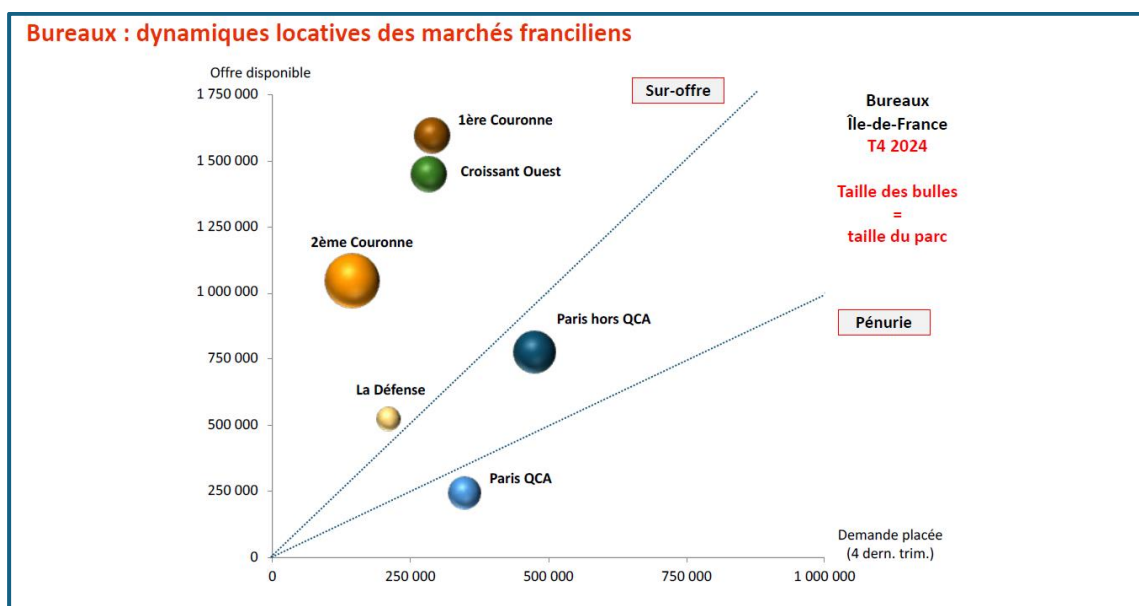 Bureaux : dynamiques locatives des marchés franciliens
Offre disponible
1 750 000
1 500 000
1 250 000
1 000 000
750 000
500 000
250 000
0
Sur-offre
1ère Couronne
Croissant Ouest
2ème Couronne
Paris hors QCA
La Défense
Paris QCA
Pénurie
Bureaux
Île-de-France
T4 2024
Taille des bulles
=
taille du parc
Demande placée
(4 dern. trim.)
0
250 000
500 000
750 000
1 000 000